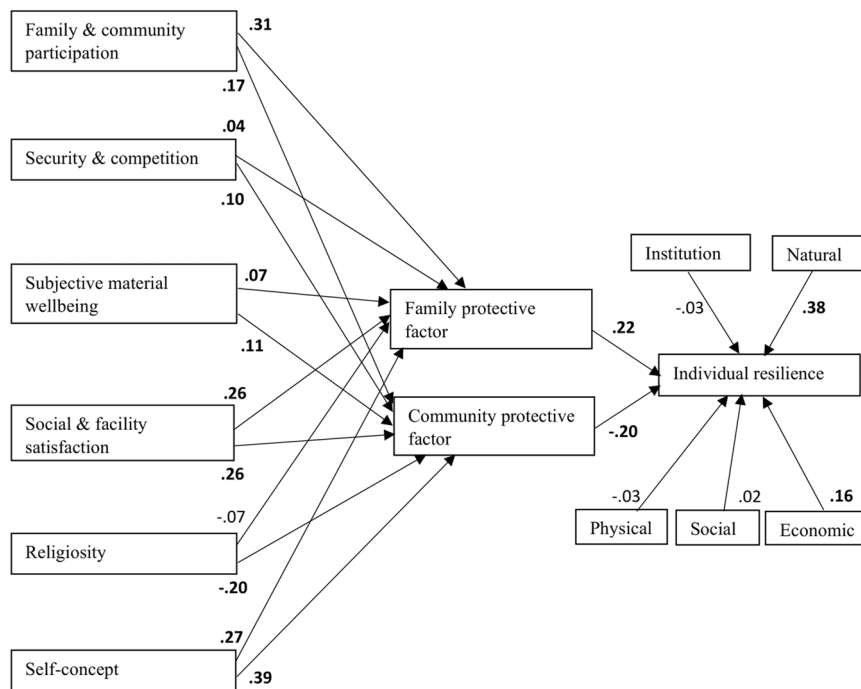 Family & community
participation
.31
.17
.04
Security & competition
.10
Subjective material
wellbeing
.07
.11
Family protective
factor
.22
Institution
Natural
-.03
.38
Individual resilience
.26
Social & facility
satisfaction
.26
Community protective
factor
-.20
-.03
.02
.16
Physical
Social
Economic
-.07
Religiosity
-.20
.27
Self-concept
.39